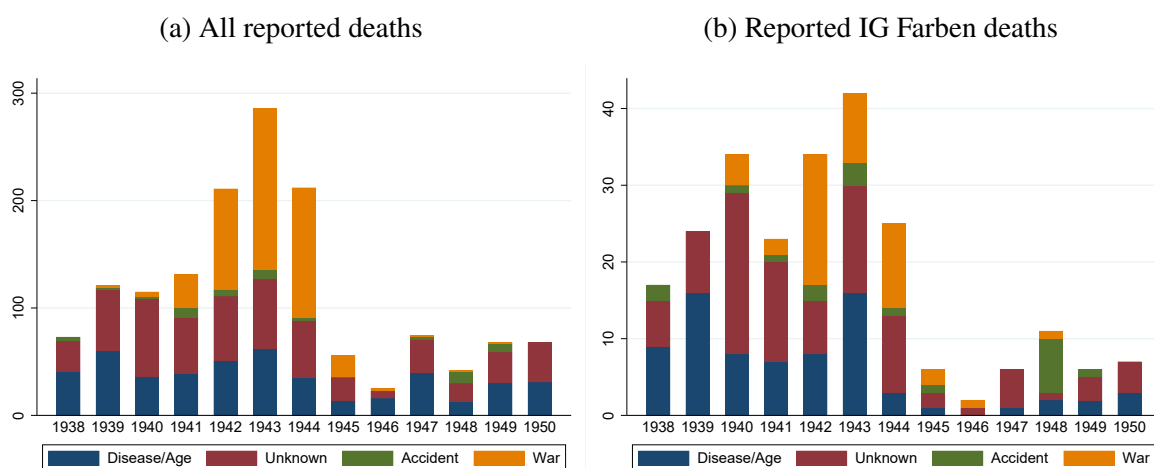 (a) All reported deaths
300
200
100
0
1938 1939 1940 1941 1942 1943 1944 1945 1946 1947 1948 1949 1950
Disease/Age Unknown Accident War
(b) Reported IG Farben deaths
40
30
20
10
0
1938 1939 1940 1941 1942 1943 1944 1945 1946 1947 1948 1949 1950
Disease/Age Unknown Accident War